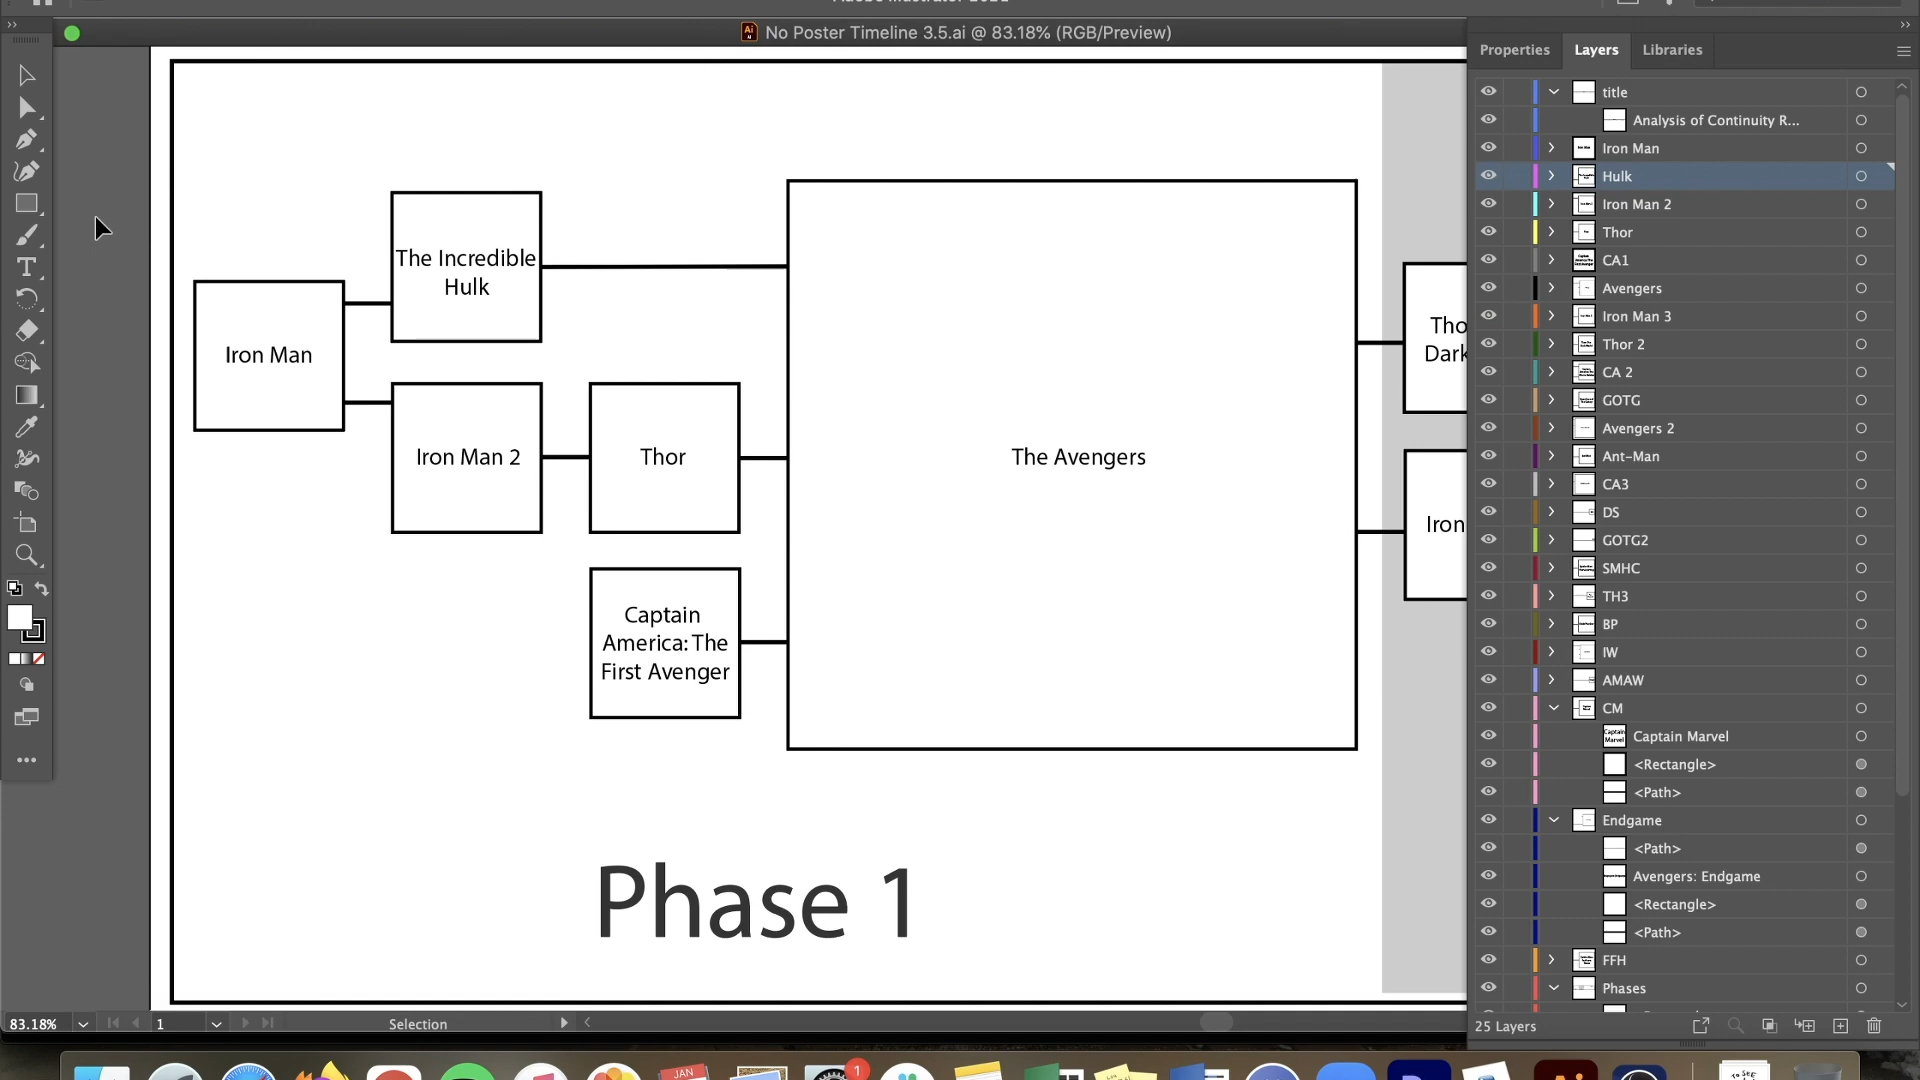 No Poster Timeline 3.5.ai @ 83.18% (RGB/Preview)
Properties
Layers
Libraries
title
Analysis of Continuity R...
Iron Man
Hulk
Iron Man 2
Thor
CA1
Avengers
Iron Man 3
Thor 2
CA 2
GOTG
Avengers 2
Ant-Man
CA3
DS
GOTG2
SMHC
TH3
BP
IW
AMAW
CM
Captain Marvel
<Rectangle>
<Path>
Endgame
<Path>
Avengers: Endgame
<Rectangle>
<Path>
FFH
Phases
25 Layers
The Incredible
Hulk
Iron Man
Iron Man 2
Thor
The Avengers
Captain
America: The
First Avenger
Tho
Dark
Iron
Phase 1
83.18%
1
Selection
JAN
1